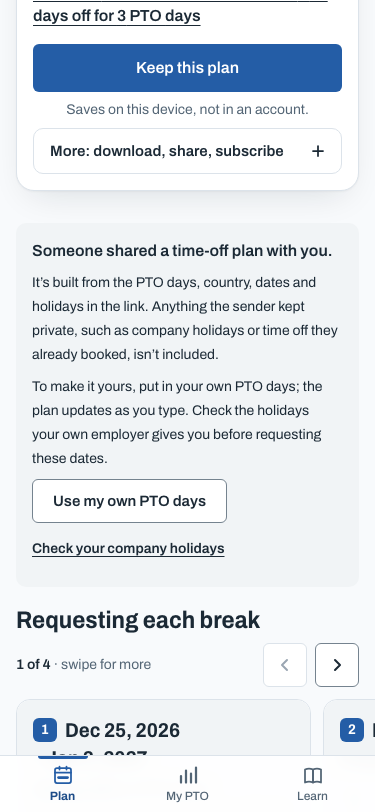 days off for 3 PTO days
Keep this plan
Saves on this device, not in an account.
More: download, share, subscribe
Someone shared a time-off plan with you.
It’s built from the PTO days, country, dates and
holidays in the link. Anything the sender kept
private, such as company holidays or time off they
already booked, isn’t included.
To make it yours, put in your own PTO days; the
plan updates as you type. Check the holidays
your own employer gives you before requesting
these dates.
Use my own PTO days
Check your company holidays
Requesting each break
1 of 4 · swipe for more
1 Dec 25, 2026
2
Plan
My PTO
Learn